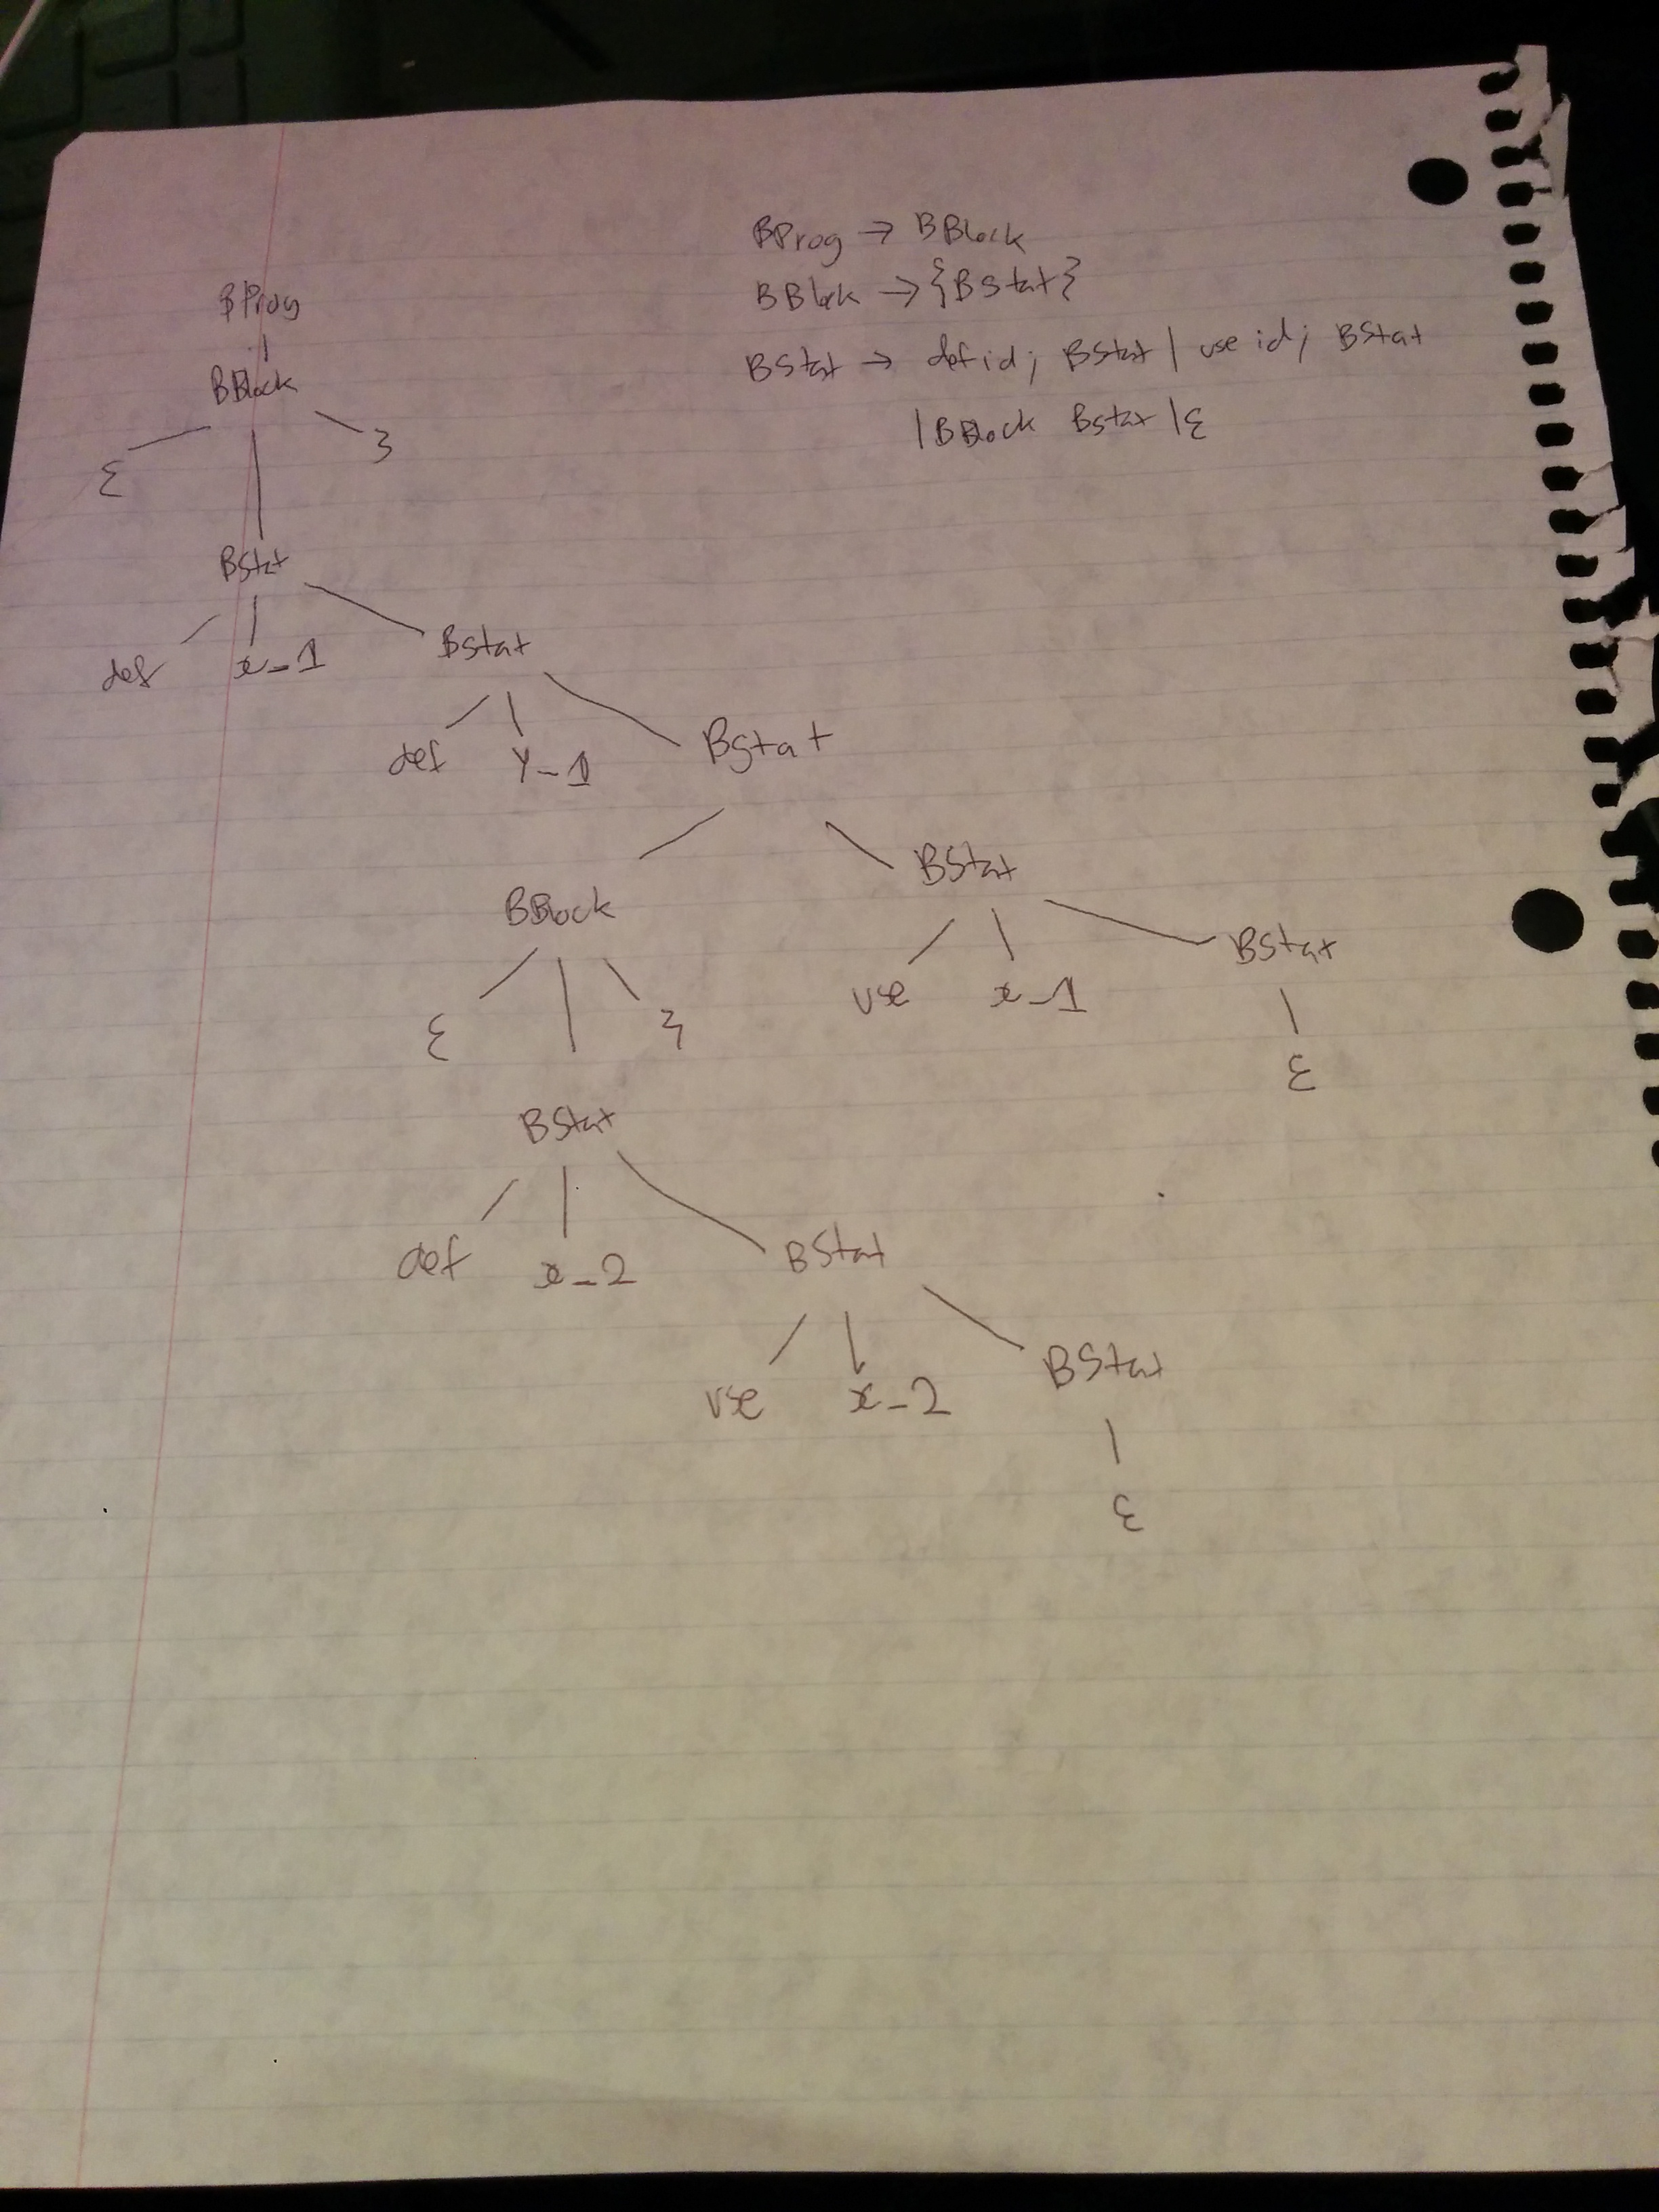 BProg → BBlock
BBlock → {BStat}
BStat → def id; BStat | use id; BStat
| BBlock BStat | ε
BProg
BBlock
{ }
BStat
def x_1 BStat
def y_1 BStat
BBlock BStat
{ } use x_1 BStat
ε
BStat
def x_2 BStat
use x_2 BStat
ε